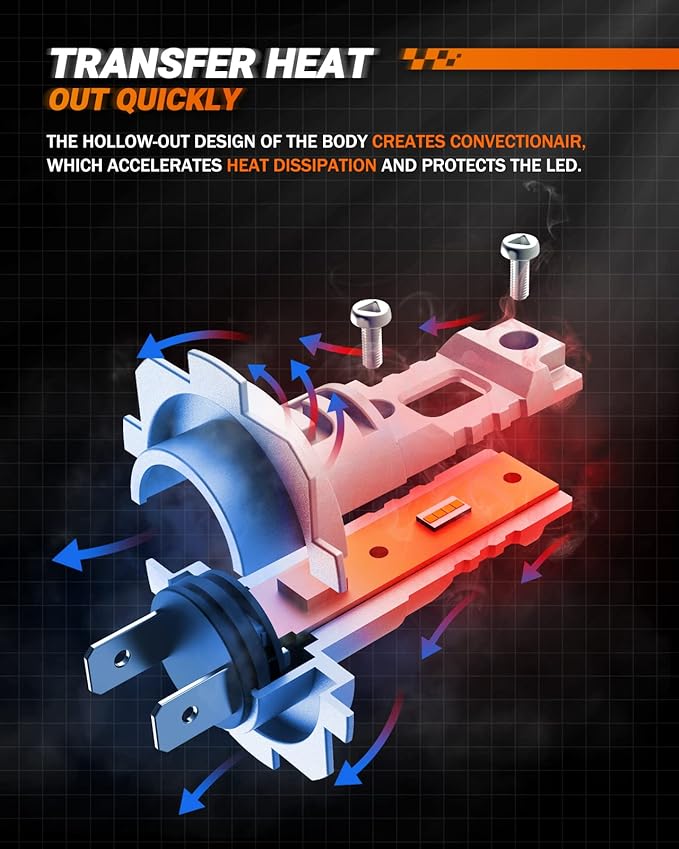 TRANSFER HEAT
OUT QUICKLY
THE HOLLOW-OUT DESIGN OF THE BODY CREATES CONVECTIONAIR,
WHICH ACCELERATES HEAT DISSIPATION AND PROTECTS THE LED.